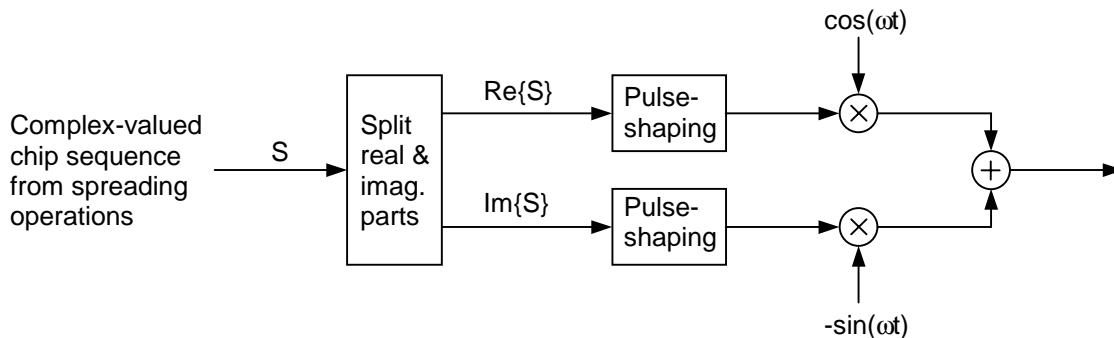 cos(ωt)
Complex-valued
chip sequence
from spreading
operations
S
Split
real &
imag.
parts
Re{S}
Pulse-
shaping
Im{S}
Pulse-
shaping
-sin(ωt)